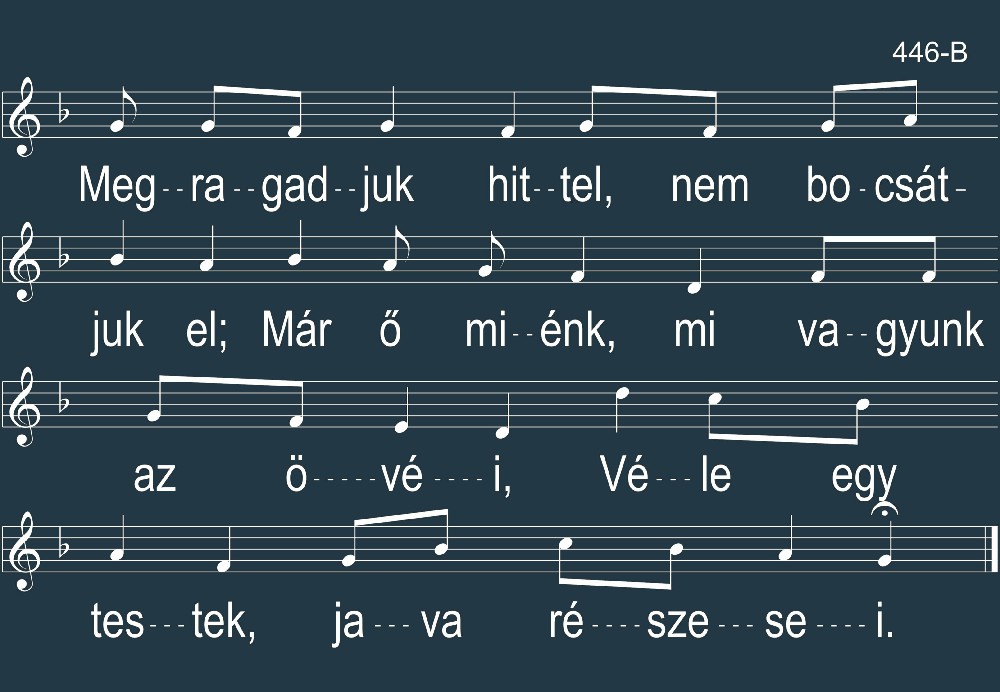 446-B
Meg--ra--gad--juk hit--tel, nem bo-csát-
juk el; Már ő mi--énk, mi va--gyunk
az ö-----vé----i, Vé---le egy
tes---tek, ja---va ré----sze---se----i.